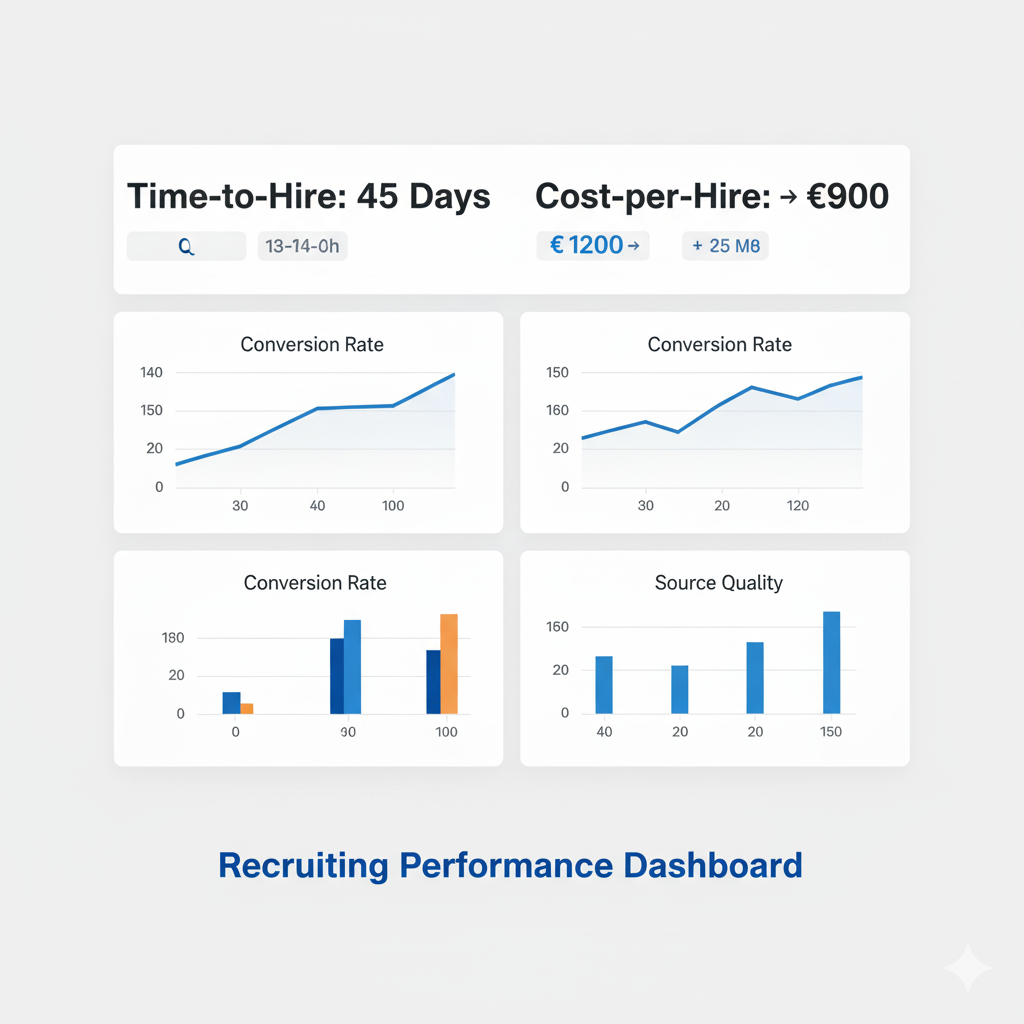 Time-to-Hire: 45 Days
Cost-per-Hire: → €900
13-14-0h
€ 1200 →
+ 25 M8
Conversion Rate
140
150
20
0
30 40 100
Conversion Rate
150
160
20
0
30 20 120
Conversion Rate
180
20
0
0 90 100
Source Quality
160
20
0
40 20 20 150
Recruiting Performance Dashboard